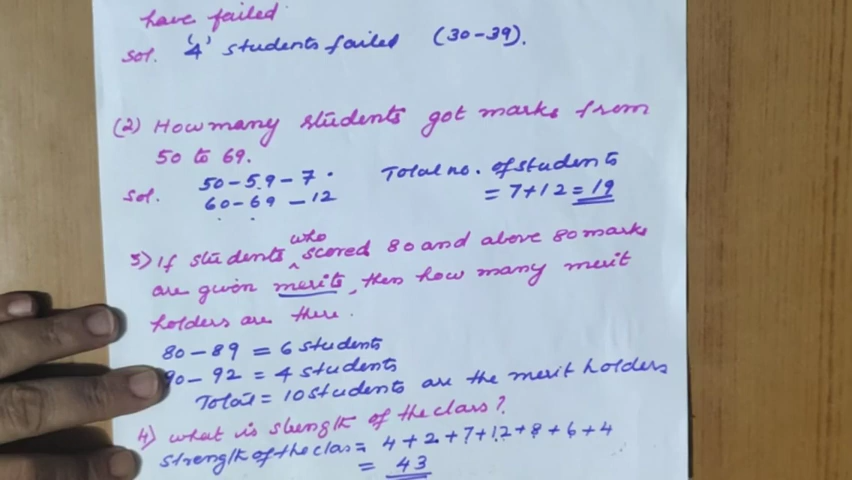 have failed
sol. '4' students failed (30-39).
(2) How many students got marks from
50 to 69.
sol. 50-59-7. Total no. of students
60-69-12 = 7+12=19
3) If students who scored 80 and above 80 marks
are given merits, then how many merit
holders are there.
80-89 = 6 students
90-92 = 4 students
Total = 10 students are the merit holders
4) what is strength of the class?
strength of the clas= 4+2+7+12+8+6+4
= 43